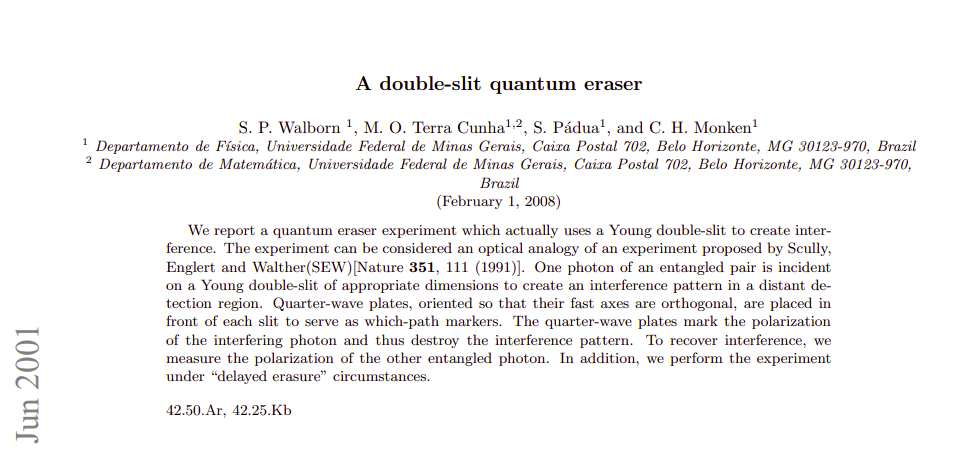 A double-slit quantum eraser
S. P. Walborn 1, M. O. Terra Cunha1,2, S. Pádua1, and C. H. Monken1
1 Departamento de Física, Universidade Federal de Minas Gerais, Caixa Postal 702, Belo Horizonte, MG 30123-970, Brazil
2 Departamento de Matemática, Universidade Federal de Minas Gerais, Caixa Postal 702, Belo Horizonte, MG 30123-970,
Brazil
(February 1, 2008)
We report a quantum eraser experiment which actually uses a Young double-slit to create inter-
ference. The experiment can be considered an optical analogy of an experiment proposed by Scully,
Englert and Walther(SEW)[Nature 351, 111 (1991)]. One photon of an entangled pair is incident
on a Young double-slit of appropriate dimensions to create an interference pattern in a distant de-
tection region. Quarter-wave plates, oriented so that their fast axes are orthogonal, are placed in
front of each slit to serve as which-path markers. The quarter-wave plates mark the polarization
of the interfering photon and thus destroy the interference pattern. To recover interference, we
measure the polarization of the other entangled photon. In addition, we perform the experiment
under “delayed erasure” circumstances.
42.50.Ar, 42.25.Kb
Jun 2001